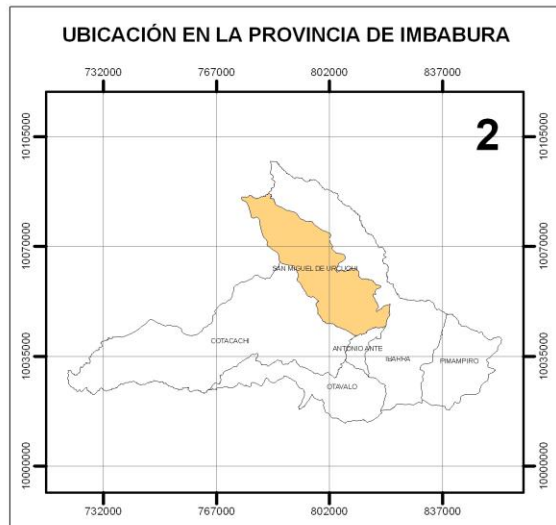 UBICACIÓN EN LA PROVINCIA DE IMBABURA
732000 767000 802000 837000
2
10105000 10105000
10070000 10070000
SAN MIGUEL DE URCUQUI
COTACACHI
ANTONIO ANTE
PIMAMPIRO
10035000 10035000
OTAVALO
10000000 10000000
732000 767000 802000 837000